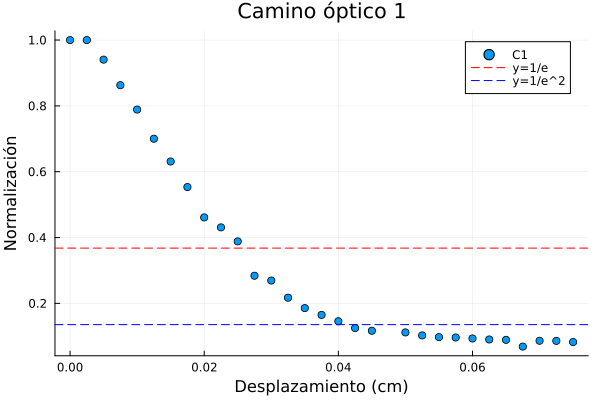 Camino óptico 1
1.0
0.8
0.6
0.4
0.2
0.00
0.02
0.04
0.06
Normalización
Desplazamiento (cm)
C1
y=1/e
y=1/e^2